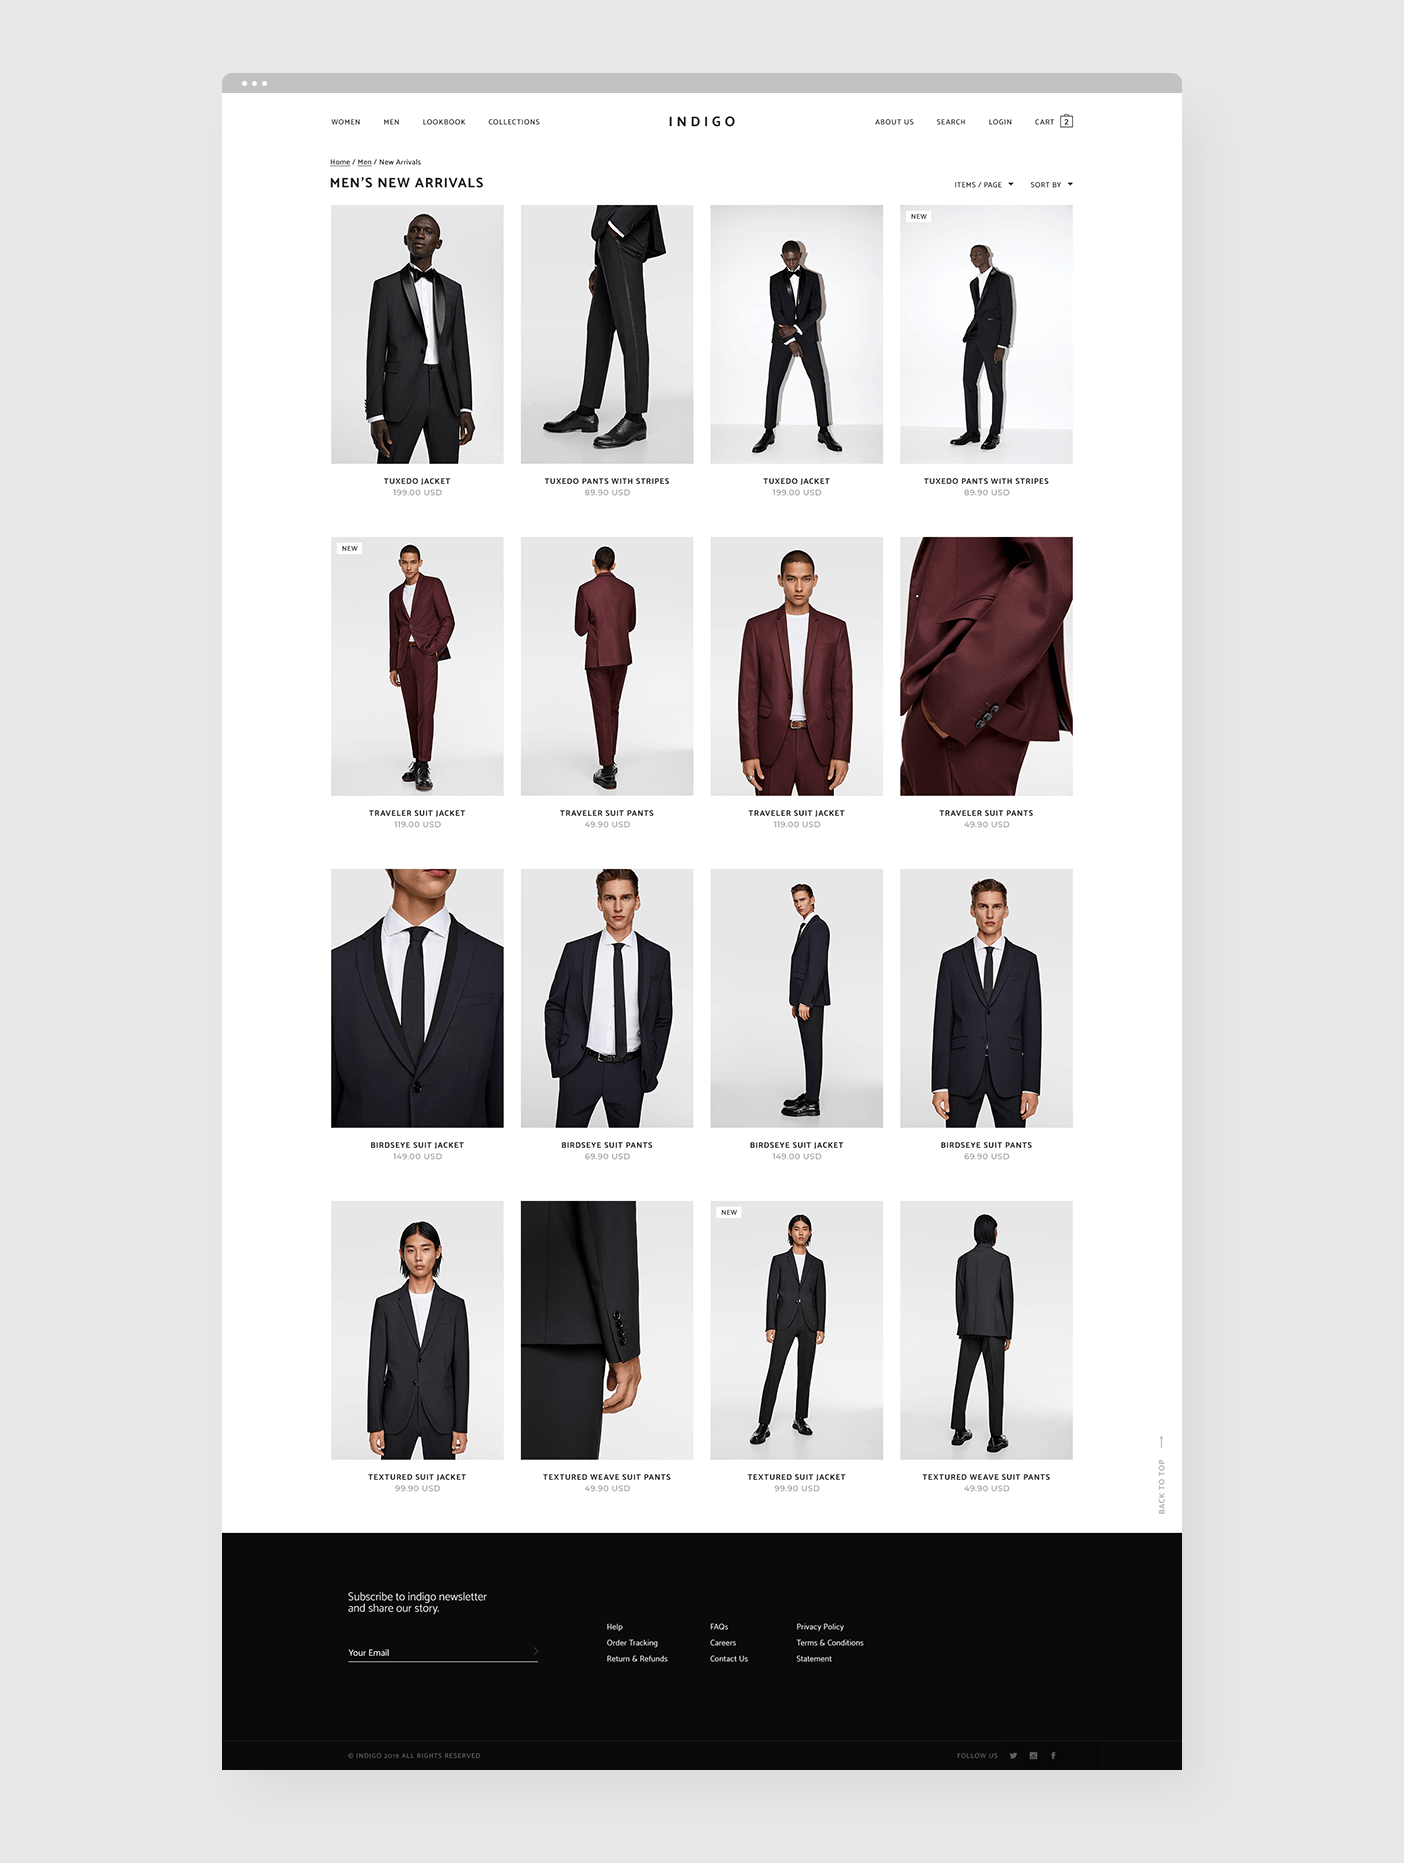 WOMEN MEN LOOKBOOK COLLECTIONS INDIGO ABOUT US SEARCH LOGIN CART 2
Home / Men / New Arrivals
MEN'S NEW ARRIVALS ITEMS / PAGE SORT BY
NEW
TUXEDO JACKET TUXEDO PANTS WITH STRIPES TUXEDO JACKET TUXEDO PANTS WITH STRIPES
199.00 USD 89.90 USD 199.00 USD 89.90 USD
NEW
TRAVELER SUIT JACKET TRAVELER SUIT PANTS TRAVELER SUIT JACKET TRAVELER SUIT PANTS
119.00 USD 49.90 USD 119.00 USD 49.90 USD
BIRDSEYE SUIT JACKET BIRDSEYE SUIT PANTS BIRDSEYE SUIT JACKET BIRDSEYE SUIT PANTS
149.00 USD 69.90 USD 149.00 USD 69.90 USD
NEW
TEXTURED SUIT JACKET TEXTURED WEAVE SUIT PANTS TEXTURED SUIT JACKET TEXTURED WEAVE SUIT PANTS
99.90 USD 49.90 USD 99.90 USD 49.90 USD
BACK TO TOP
Subscribe to indigo newsletter
and share our story.
Your Email
Help FAQs Privacy Policy
Order Tracking Careers Terms & Conditions
Return & Refunds Contact Us Statement
© INDIGO 2019 ALL RIGHTS RESERVED FOLLOW US